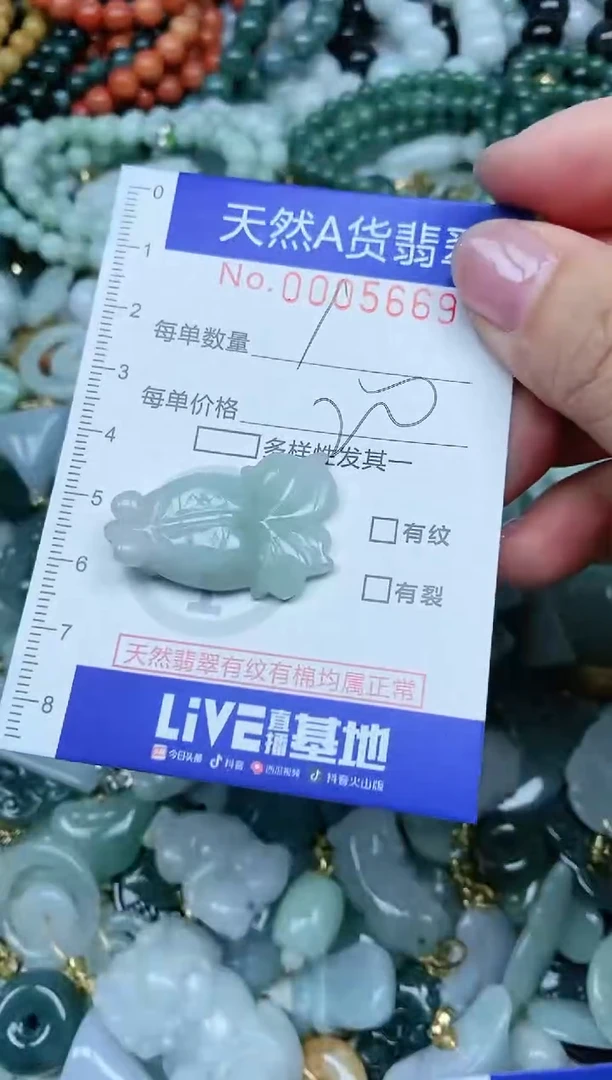 天然A货翡
No.0005669
每单数量 1
每单价格
多样性发其一
有纹
有裂
天然翡翠有纹有棉均属正常
LiVE直播基地
今日头条 抖音 西瓜视频 抖音火山版
0
1
2
3
4
5
6
7
8